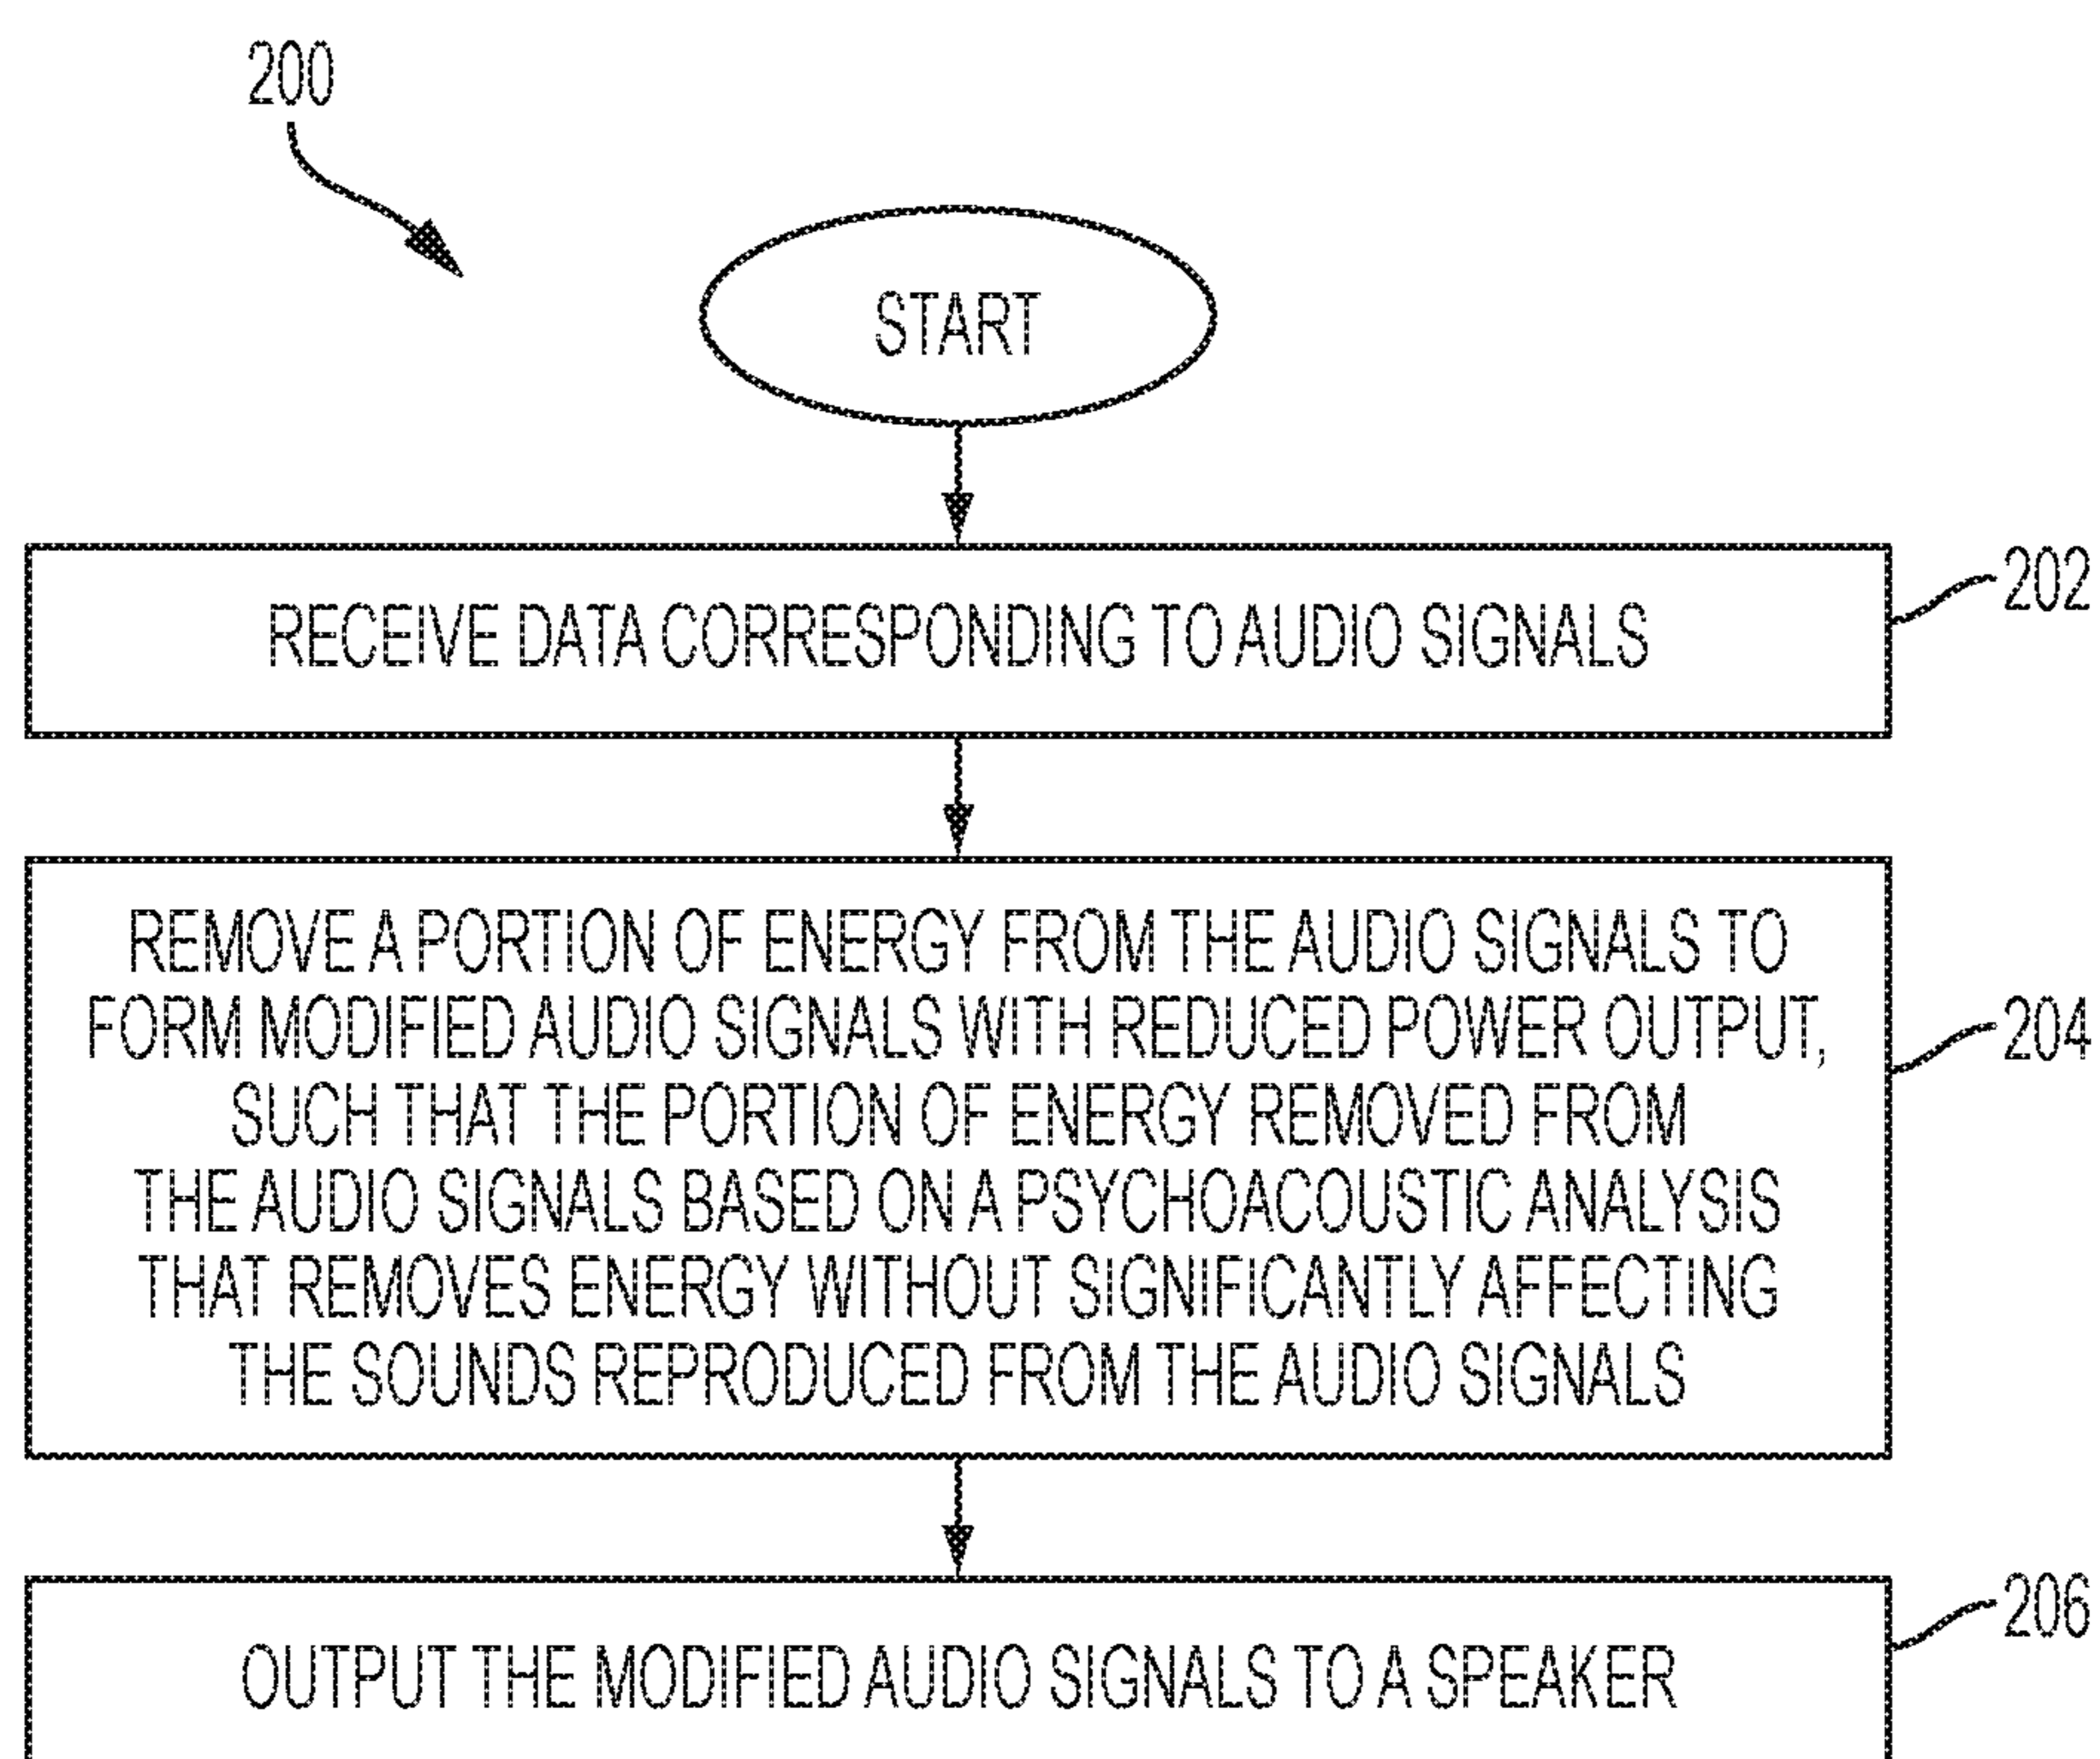 200
START
RECEIVE DATA CORRESPONDING TO AUDIO SIGNALS
202
REMOVE A PORTION OF ENERGY FROM THE AUDIO SIGNALS TO
FORM MODIFIED AUDIO SIGNALS WITH REDUCED POWER OUTPUT,
SUCH THAT THE PORTION OF ENERGY REMOVED FROM
THE AUDIO SIGNALS BASED ON A PSYCHOACOUSTIC ANALYSIS
THAT REMOVES ENERGY WITHOUT SIGNIFICANTLY AFFECTING
THE SOUNDS REPRODUCED FROM THE AUDIO SIGNALS
204
OUTPUT THE MODIFIED AUDIO SIGNALS TO A SPEAKER
206